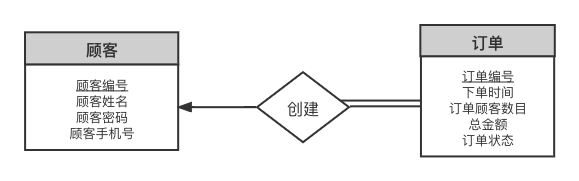 顾客
顾客编号
顾客姓名
顾客密码
顾客手机号
创建
订单
订单编号
下单时间
订单顾客数目
总金额
订单状态